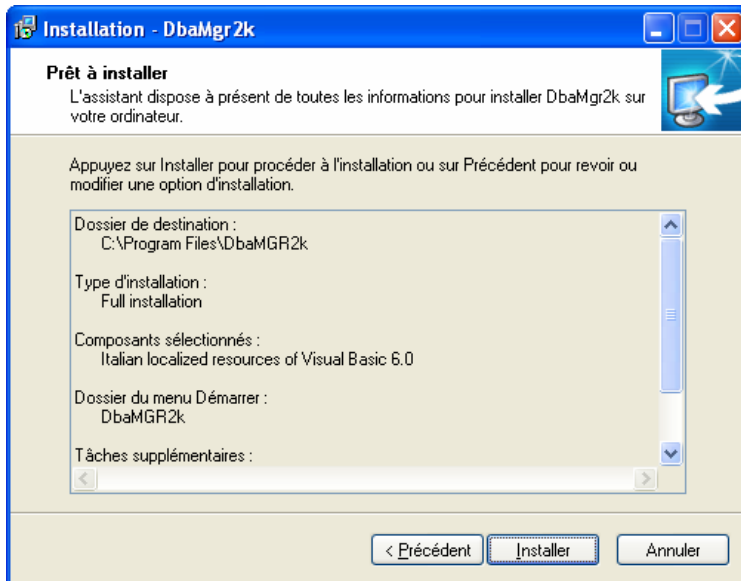 Installation - DbaMgr2k
Prêt à installer
L'assistant dispose à présent de toutes les informations pour installer DbaMgr2k sur
votre ordinateur.
Appuyez sur Installer pour procéder à l'installation ou sur Précédent pour revoir ou
modifier une option d'installation.
Dossier de destination :
C:\Program Files\DbaMGR2k
Type d'installation :
Full installation
Composants sélectionnés :
Italian localized resources of Visual Basic 6.0
Dossier du menu Démarrer :
DbaMGR2k
Tâches supplémentaires :
< Précédent
Installer
Annuler